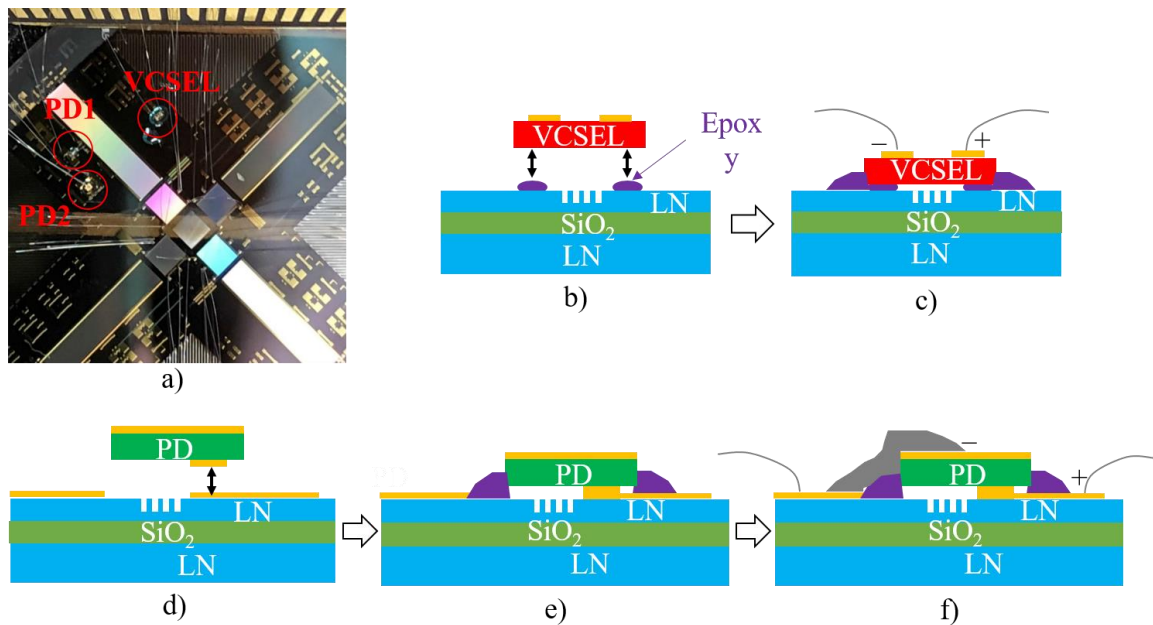 VCSEL
PD1
PD2
a)
VCSEL
Epox
y
LN
SiO2
LN
b)
− +
VCSEL
LN
SiO2
LN
c)
PD
LN
SiO2
LN
d)
PD
LN
SiO2
LN
e)
−
PD
+
LN
SiO2
LN
f)